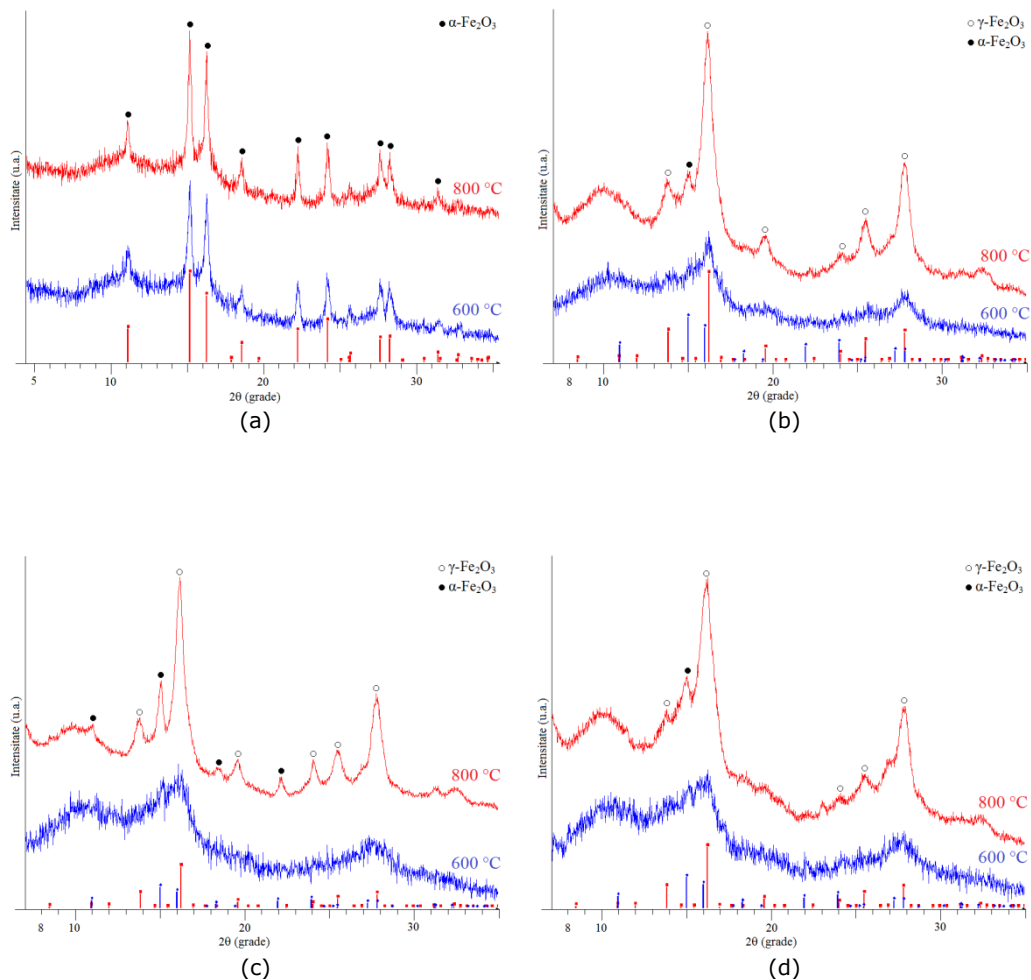 ● α-Fe₂O₃
Intensitate (u.a.)
800 °C
600 °C
5 10 20 30
2θ (grade)
(a)
○ γ-Fe₂O₃
● α-Fe₂O₃
Intensitate (u.a.)
800 °C
600 °C
8 10 20 30
2θ (grade)
(b)
○ γ-Fe₂O₃
● α-Fe₂O₃
Intensitate (u.a.)
800 °C
600 °C
8 10 20 30
2θ (grade)
(c)
○ γ-Fe₂O₃
● α-Fe₂O₃
Intensitate (u.a.)
800 °C
600 °C
8 10 20 30
2θ (grade)
(d)